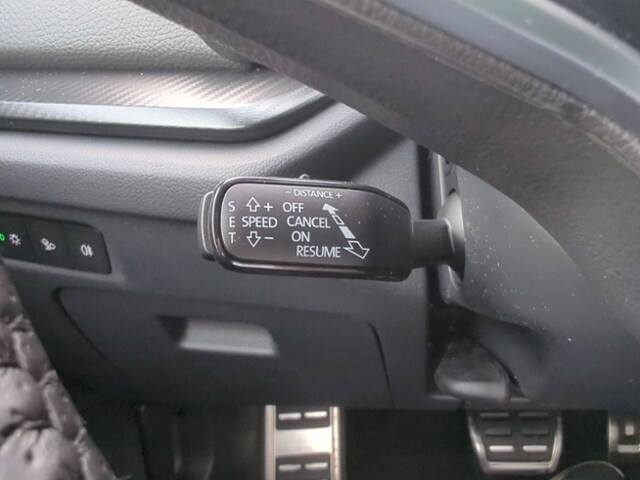 - DISTANCE +
S + OFF
E SPEED CANCEL
T - ON
RESUME